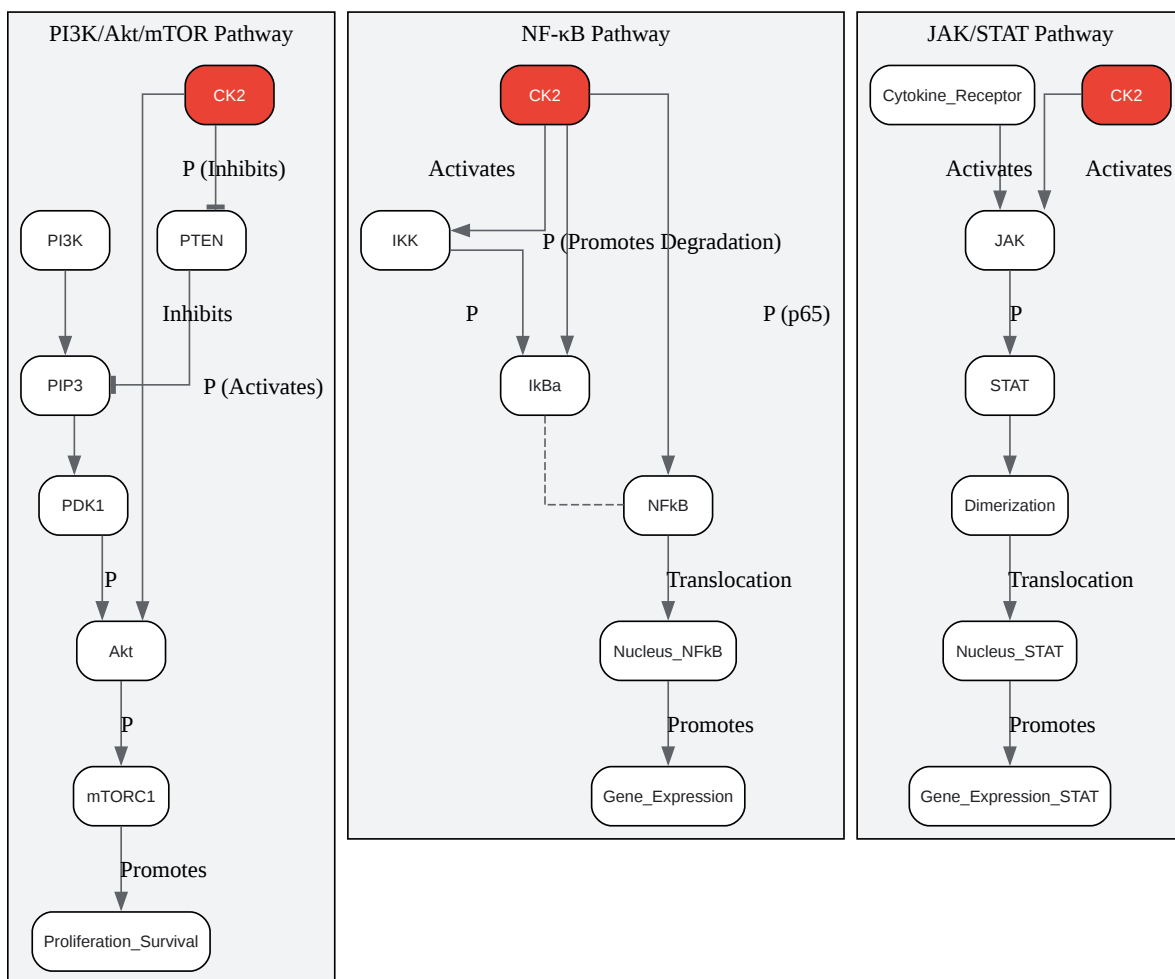 PI3K/Akt/mTOR Pathway
CK2
P (Inhibits)
PI3K
PTEN
Inhibits
PIP3
P (Activates)
PDK1
P
Akt
P
mTORC1
Promotes
Proliferation_Survival
NF-κB Pathway
CK2
Activates
IKK
P (Promotes Degradation)
P
P (p65)
IkBa
NFkB
Translocation
Nucleus_NFkB
Promotes
Gene_Expression
JAK/STAT Pathway
Cytokine_Receptor
CK2
Activates
Activates
JAK
P
STAT
Dimerization
Translocation
Nucleus_STAT
Promotes
Gene_Expression_STAT